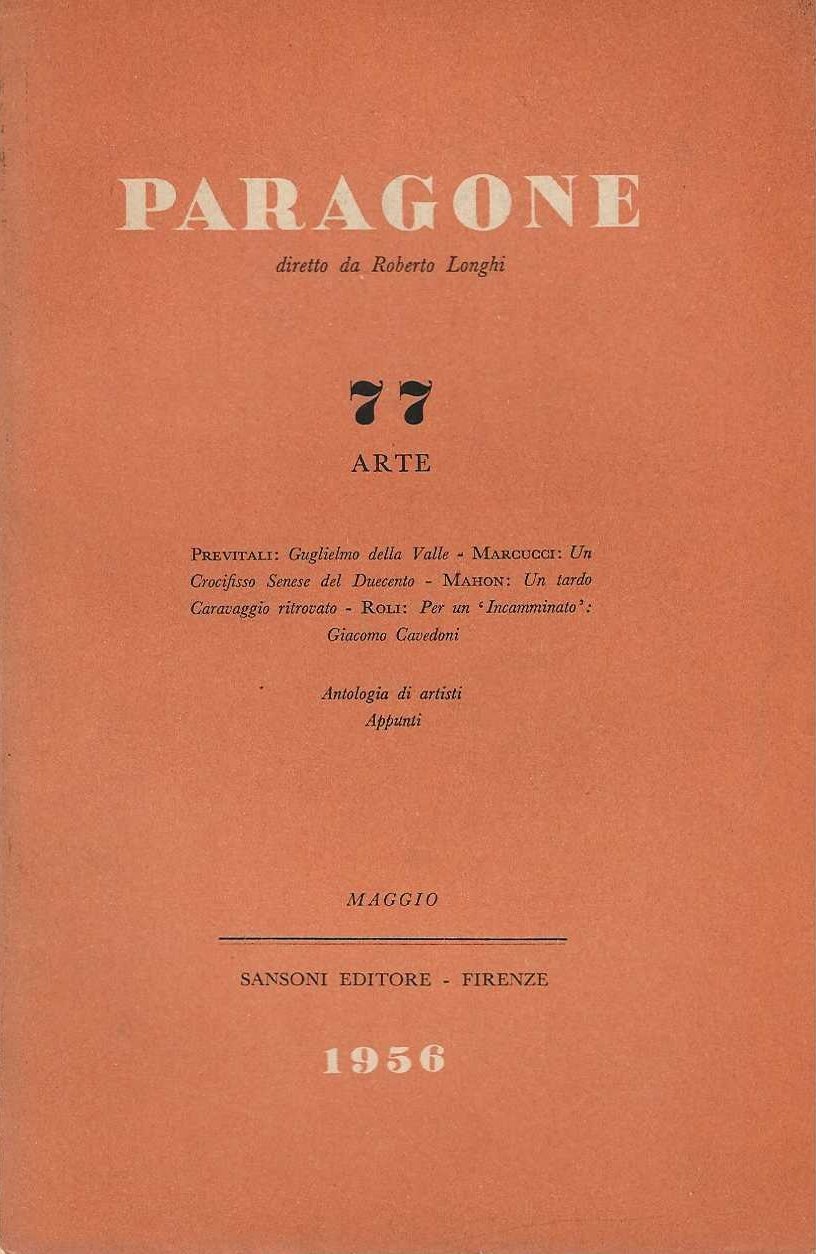 PARAGONE
diretto da Roberto Longhi
77
ARTE
PREVITALI: Guglielmo della Valle - MARCUCCI: Un
Crocifisso Senese del Duecento - MAHON: Un tardo
Caravaggio ritrovato - ROLI: Per un ‘Incamminato’:
Giacomo Cavedoni
Antologia di artisti
Appunti
MAGGIO
SANSONI EDITORE - FIRENZE
1956